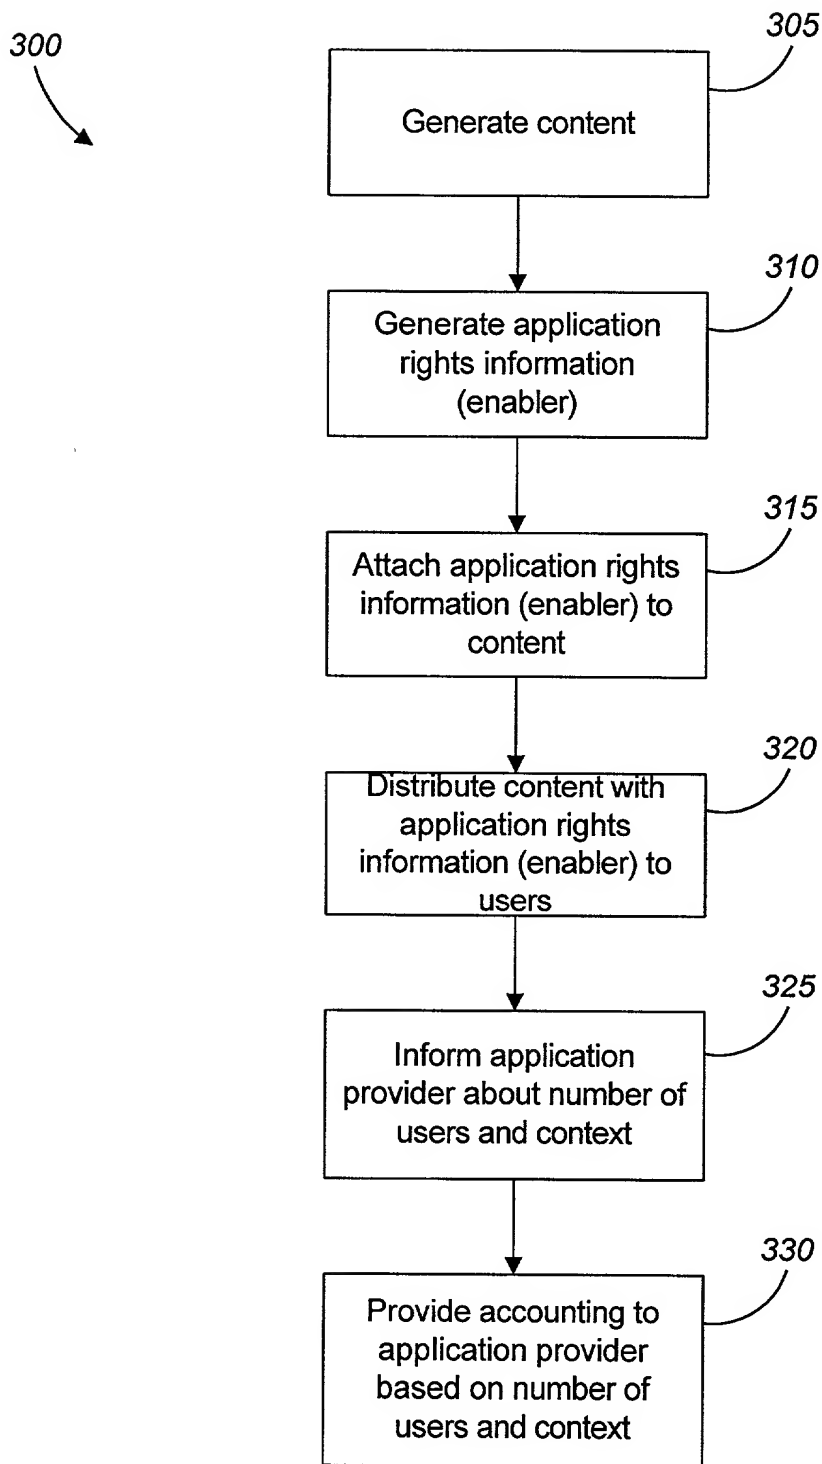 300
305
Generate content
310
Generate application
rights information
(enabler)
315
Attach application rights
information (enabler) to
content
320
Distribute content with
application rights
information (enabler) to
users
325
Inform application
provider about number of
users and context
330
Provide accounting to
application provider
based on number of
users and context